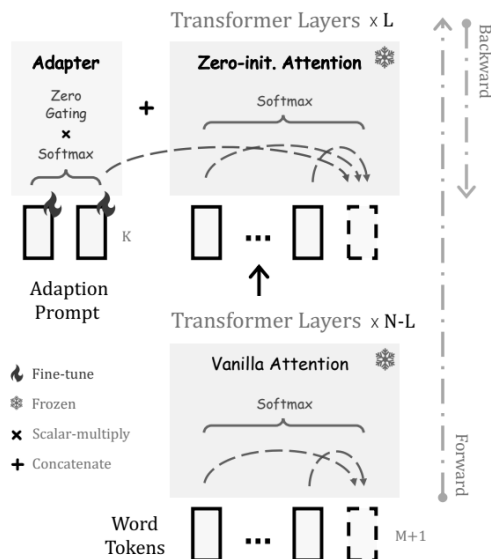 Transformer Layers x L
Backward
Adapter
Zero-init. Attention
Zero
Gating
×
Softmax
+
Softmax
K
...
Adaption
Prompt
Transformer Layers x N-L
Fine-tune
Frozen
× Scalar-multiply
+ Concatenate
Vanilla Attention
Softmax
Forward
Word
Tokens
...
M+1